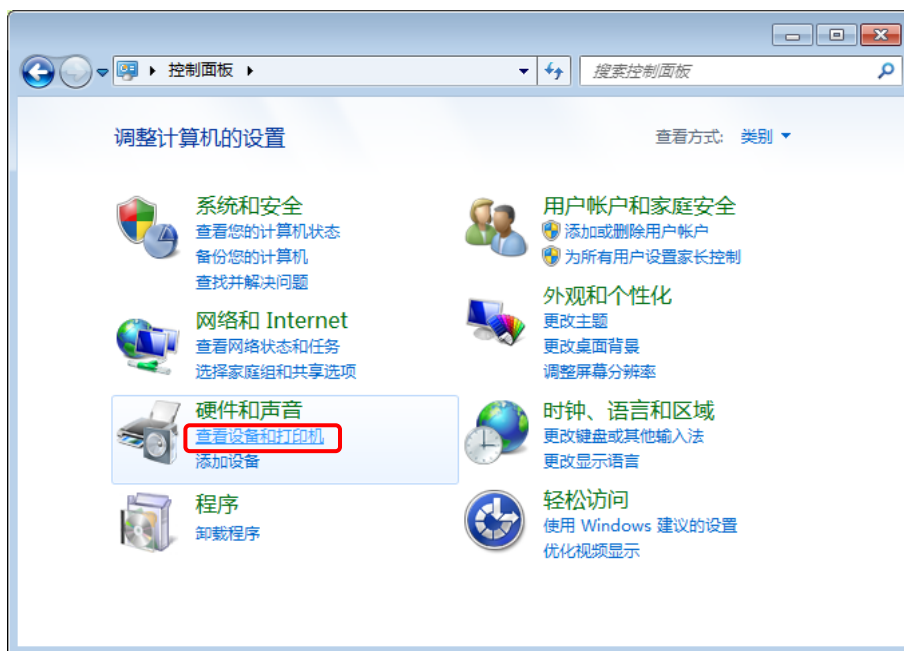 控制面板
搜索控制面板
调整计算机的设置
查看方式: 类别
系统和安全
查看您的计算机状态
备份您的计算机
查找并解决问题
网络和 Internet
查看网络状态和任务
选择家庭组和共享选项
硬件和声音
查看设备和打印机
添加设备
程序
卸载程序
用户帐户和家庭安全
添加或删除用户帐户
为所有用户设置家长控制
外观和个性化
更改主题
更改桌面背景
调整屏幕分辨率
时钟、语言和区域
更改键盘或其他输入法
更改显示语言
轻松访问
使用 Windows 建议的设置
优化视频显示